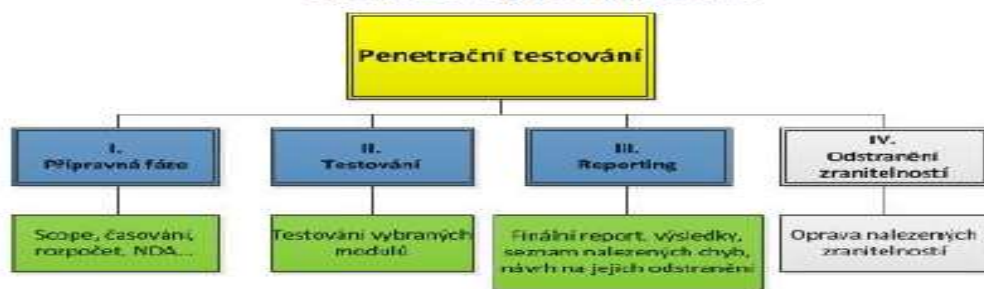 Penetrační testování
I.
Přípravná fáze
II.
Testování
III.
Reporting
IV.
Odstranění
zranitelností
Scope, časování,
rozpočet, NDA...
Testování vybraných
modulů
Finální report, výsledky,
seznam nalezených chyb,
návrh na jejich odstranění
Oprava nalezených
zranitelností